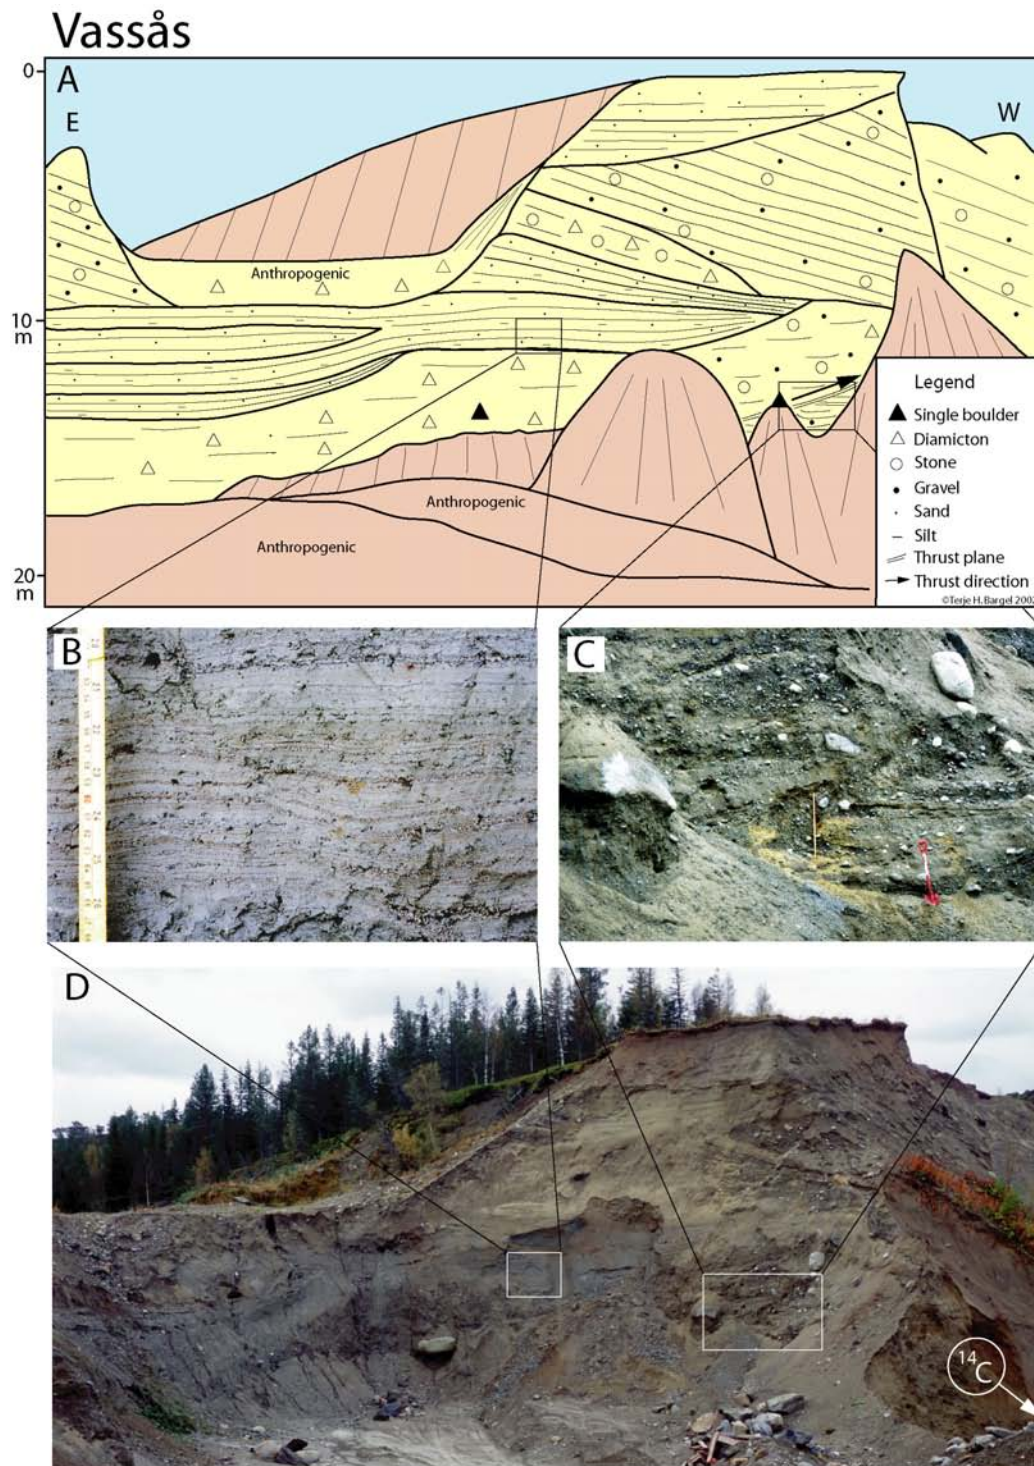 Vassås
0
A
E
W
Anthropogenic
10
m
Legend
Single boulder
Diamicton
Stone
Gravel
Sand
Silt
Thrust plane
Thrust direction
Anthropogenic
Anthropogenic
20
m
©Terje H. Bargel 2002
B
C
D
14C